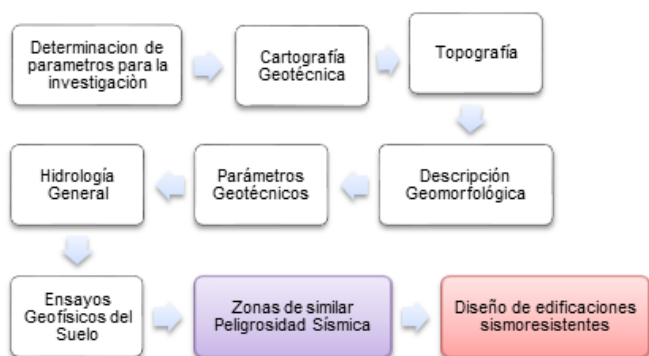 Determinacion de
parametros para la
investigaciòn
Cartografía
Geotécnica
Topografía
Descripción
Geomorfológica
Parámetros
Geotécnicos
Hidrología
General
Ensayos
Geofísicos del
Suelo
Zonas de similar
Peligrosidad Sísmica
Diseño de edificaciones
sismoresistentes